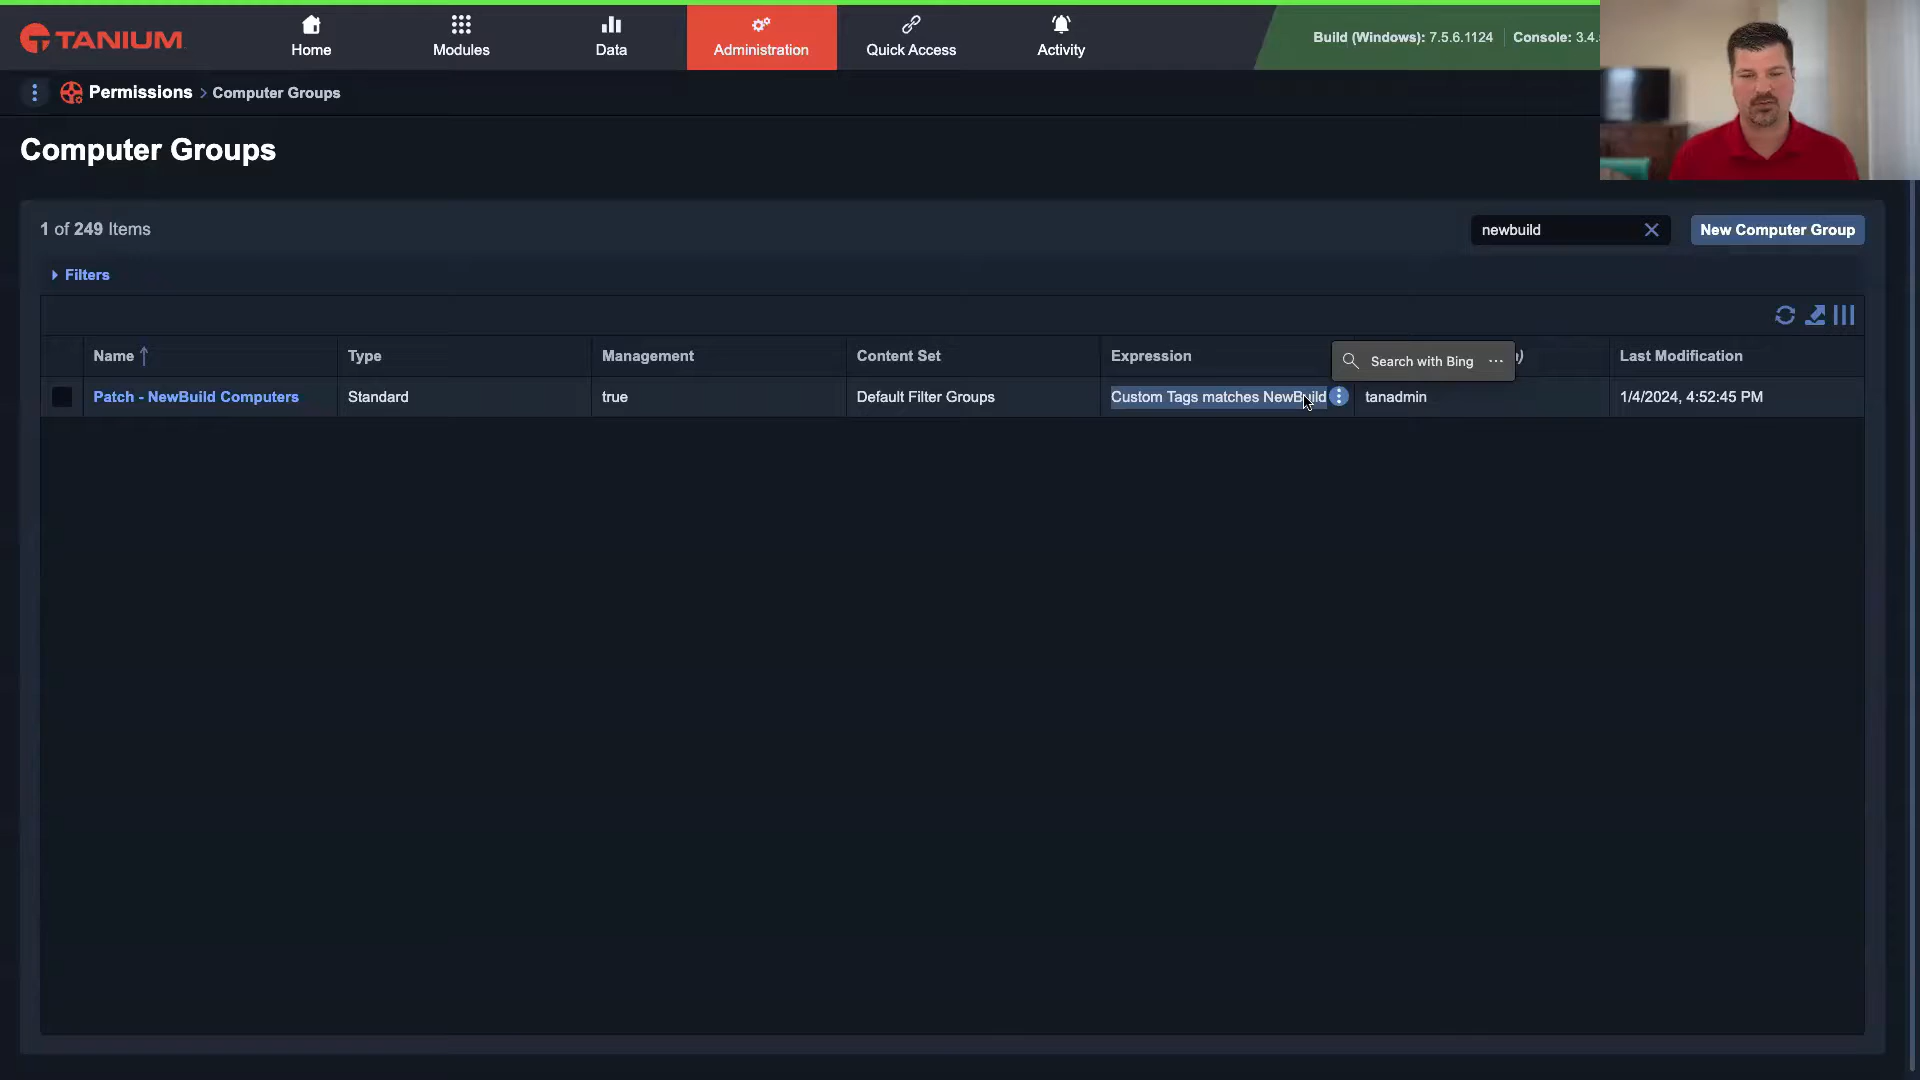 TANIUM
Home
Modules
Data
Administration
Quick Access
Activity
Build (Windows): 7.5.6.1124
Console: 3.4.
Permissions > Computer Groups
Computer Groups
1 of 249 Items
newbuild
New Computer Group
Filters
Name
Type
Management
Content Set
Expression
Search with Bing
Last Modification
Patch - NewBuild Computers
Standard
true
Default Filter Groups
Custom Tags matches NewBuild
tanadmin
1/4/2024, 4:52:45 PM